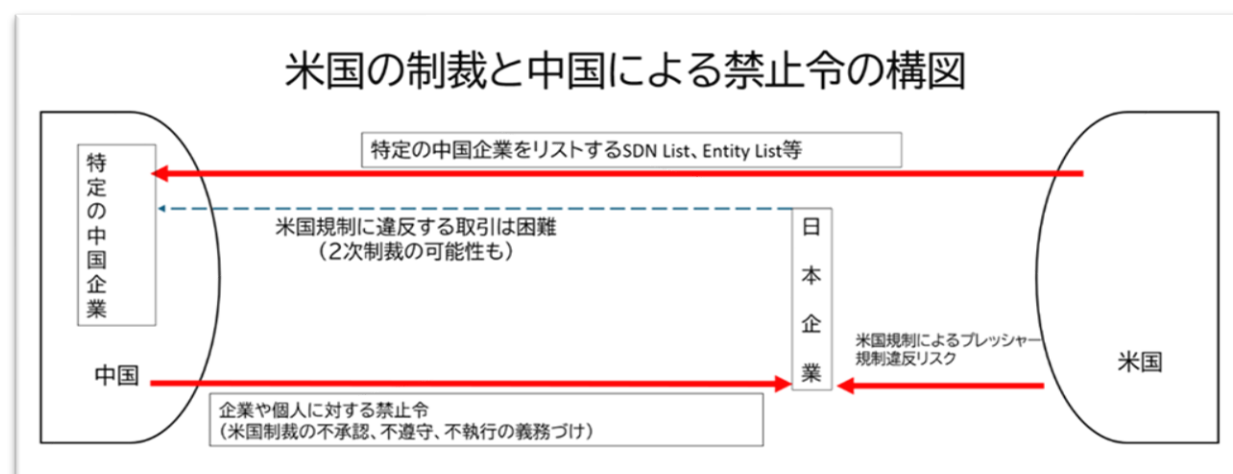 米国の制裁と中国による禁止令の構図
特定の中国企業をリストするSDN List、Entity List等
特定の中国企業
米国規制に違反する取引は困難
（2次制裁の可能性も）
日本企業
米国規制によるプレッシャー
規制違反リスク
中国
米国
企業や個人に対する禁止令
（米国制裁の不承認、不遵守、不執行の義務づけ）